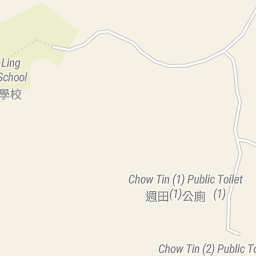 Ling
School
學校
Chow Tin (1) Public Toilet
週田(1)公廁 (1)
Chow Tin (2) Public To